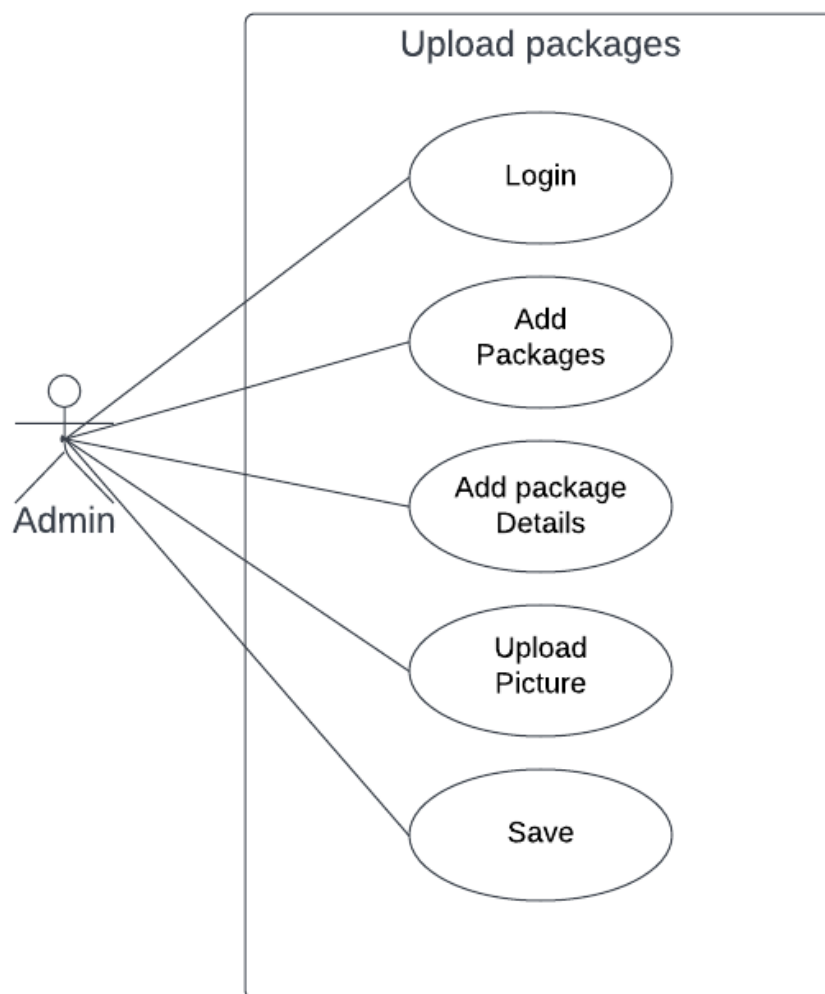 Upload packages
Login
Add
Packages
Add package
Details
Admin
Upload
Picture
Save